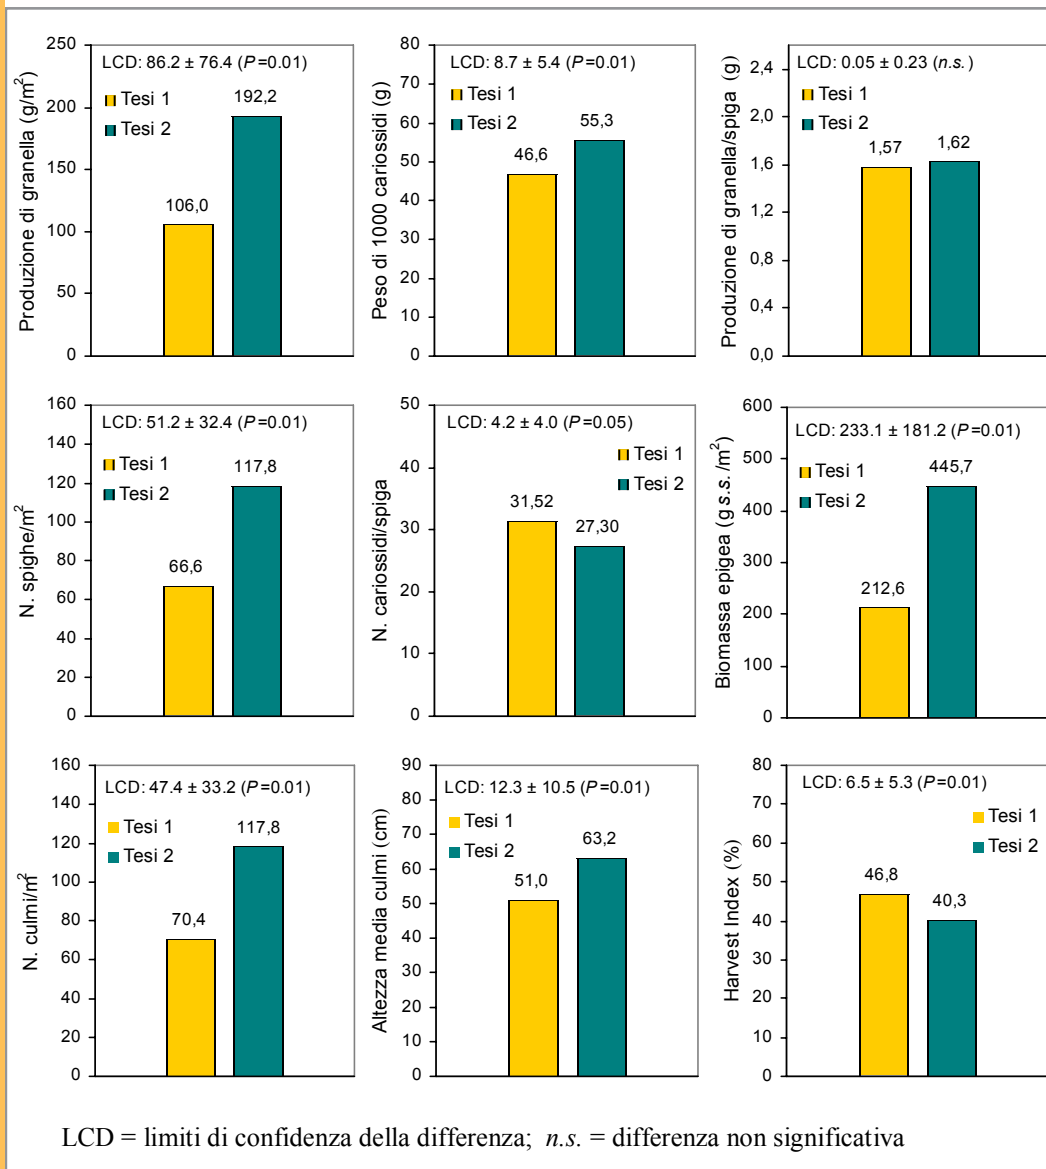 Produzione di granella (g/m²)
250
200
150
100
50
0
LCD: 86.2 ± 76.4 (P=0.01)
Tesi 1
Tesi 2
106,0
192,2
Peso di 1000 cariossidi (g)
80
70
60
50
40
30
20
10
0
LCD: 8.7 ± 5.4 (P=0.01)
Tesi 1
Tesi 2
46,6
55,3
Produzione di granella/spiga (g)
2,4
2,0
1,6
1,2
0,8
0,4
0,0
LCD: 0.05 ± 0.23 (n.s.)
Tesi 1
Tesi 2
1,57
1,62
N. spighe/m²
160
140
120
100
80
60
40
20
0
LCD: 51.2 ± 32.4 (P=0.01)
Tesi 1
Tesi 2
66,6
117,8
N. cariossidi/spiga
50
40
30
20
10
0
LCD: 4.2 ± 4.0 (P=0.05)
Tesi 1
Tesi 2
31,52
27,30
Biomassa epigea (g s.s./m²)
600
500
400
300
200
100
0
LCD: 233.1 ± 181.2 (P=0.01)
Tesi 1
Tesi 2
212,6
445,7
N. culmi/m²
160
140
120
100
80
60
40
20
0
LCD: 47.4 ± 33.2 (P=0.01)
Tesi 1
Tesi 2
70,4
117,8
Altezza media culmi (cm)
90
80
70
60
50
40
30
20
10
0
LCD: 12.3 ± 10.5 (P=0.01)
Tesi 1
Tesi 2
51,0
63,2
Harvest Index (%)
80
70
60
50
40
30
20
10
0
LCD: 6.5 ± 5.3 (P=0.01)
Tesi 1
Tesi 2
46,8
40,3
LCD = limiti di confidenza della differenza; n.s. = differenza non significativa